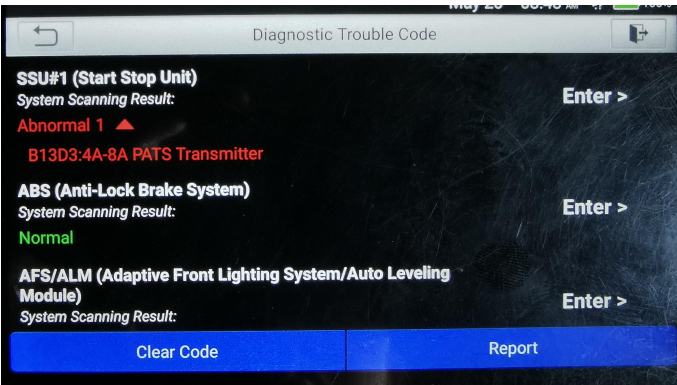 Diagnostic Trouble Code
SSU#1 (Start Stop Unit)
System Scanning Result:
Enter >
Abnormal 1
B13D3:4A-8A PATS Transmitter
ABS (Anti-Lock Brake System)
System Scanning Result:
Enter >
Normal
AFS/ALM (Adaptive Front Lighting System/Auto Leveling
Module)
Enter >
System Scanning Result:
Clear Code
Report